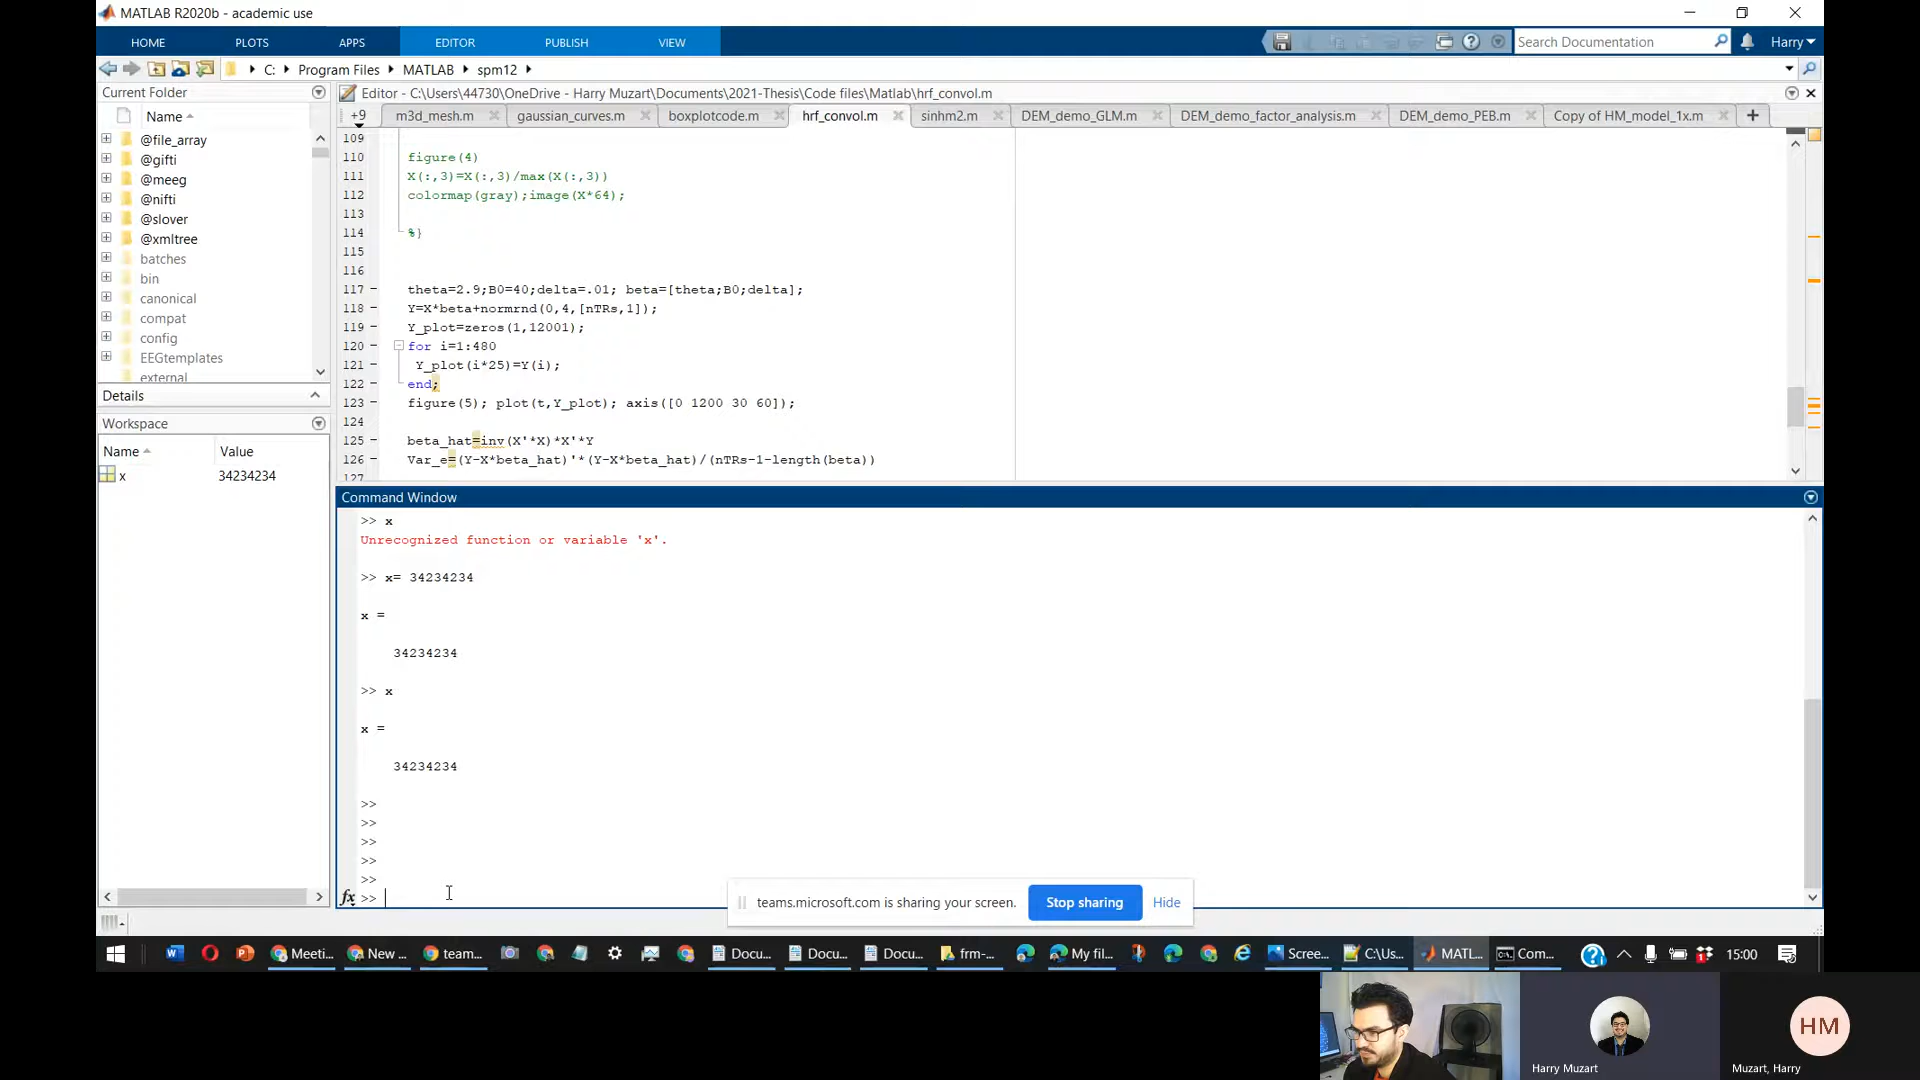 MATLAB R2020b - academic use
HOME PLOTS APPS EDITOR PUBLISH VIEW
Search Documentation
Harry
C: Program Files MATLAB spm12
Current Folder
Editor - C:\Users\44730\OneDrive - Harry Muzart\Documents\2021-Thesis\Code files\Matlab\hrf_convol.m
+9 m3d_mesh.m gaussian_curves.m boxplotcode.m hrf_convol.m sinhm2.m DEM_demo_GLM.m DEM_demo_factor_analysis.m DEM_demo_PEB.m Copy of HM_model_1x.m
Name
@file_array
@gifti
@meeg
@nifti
@slover
@xmltree
batches
bin
canonical
compat
config
EEGtemplates
external
Details
Workspace
Name Value
x 34234234
109
110 figure(4)
111 X(:,3)=X(:,3)/max(X(:,3))
112 colormap(gray);image(X*64);
113
114 %}
115
116
117 theta=2.9;B0=40;delta=.01; beta=[theta;B0;delta];
118 Y=X*beta+normrnd(0,4,[nTRs,1]);
119 Y_plot=zeros(1,12001);
120 for i=1:480
121 Y_plot(i*25)=Y(i);
122 end;
123 figure(5); plot(t,Y_plot); axis([0 1200 30 60]);
124
125 beta_hat=inv(X'*X)*X'*Y
126 Var_e=(Y-X*beta_hat)'*(Y-X*beta_hat)/(nTRs-1-length(beta))
127
Command Window
>> x
Unrecognized function or variable 'x'.
>> x= 34234234
x =
34234234
>> x
x =
34234234
>>
>>
>>
>>
>>
fx >>
teams.microsoft.com is sharing your screen. Stop sharing Hide
Meeti... New ... team... Docu... Docu... Docu... frm-... My fil... Scree... C:\Us... MATL... Com... 15:00
HM
Harry Muzart
Muzart, Harry